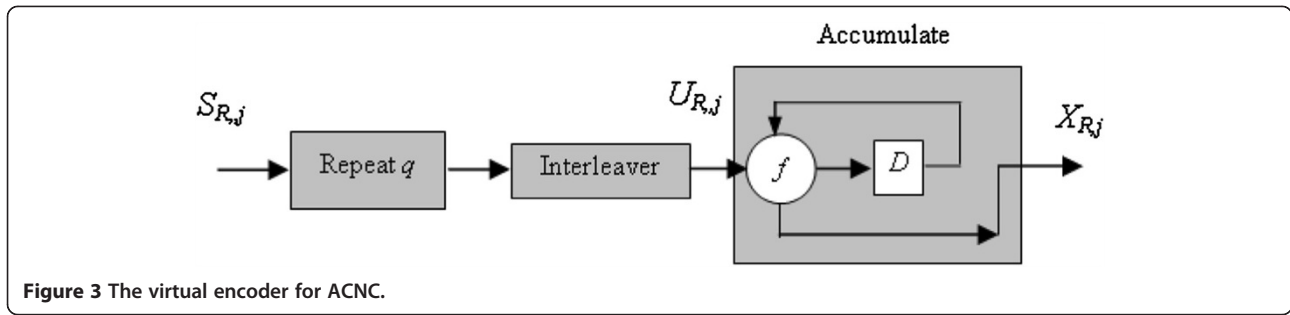 Accumulate
S_{R,j}
U_{R,j}
X_{R,j}
Repeat q
Interleaver
f
D
Figure 3 The virtual encoder for ACNC.